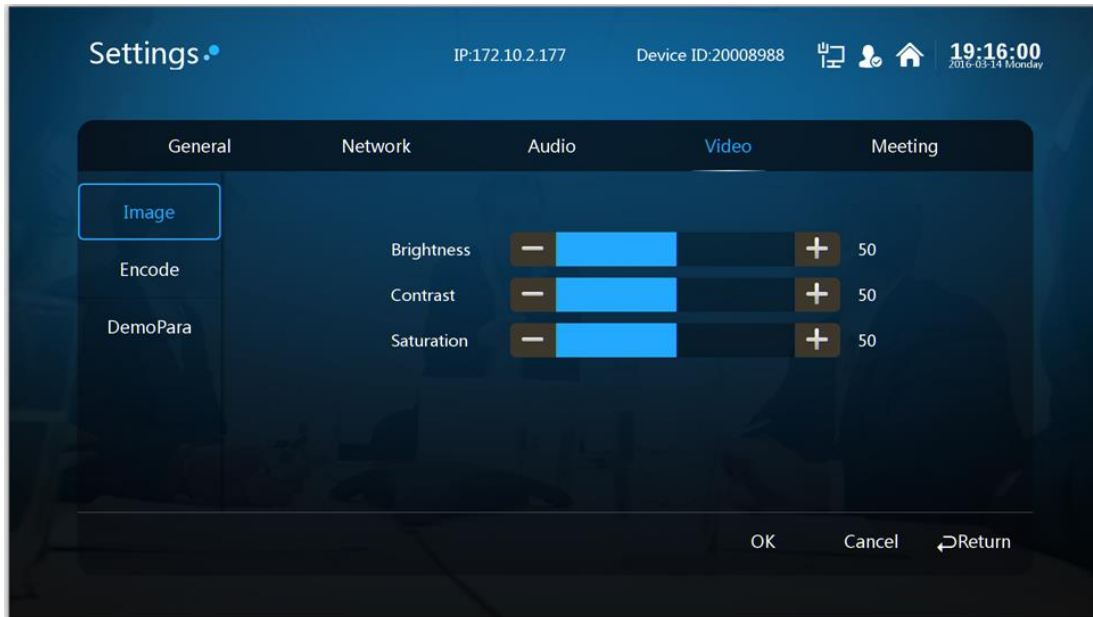 Settings
IP:172.10.2.177
Device ID:20008988
19:16:00
2016-03-14 Monday
General
Network
Audio
Video
Meeting
Image
Encode
DemoPara
Brightness
50
Contrast
50
Saturation
50
OK
Cancel
Return